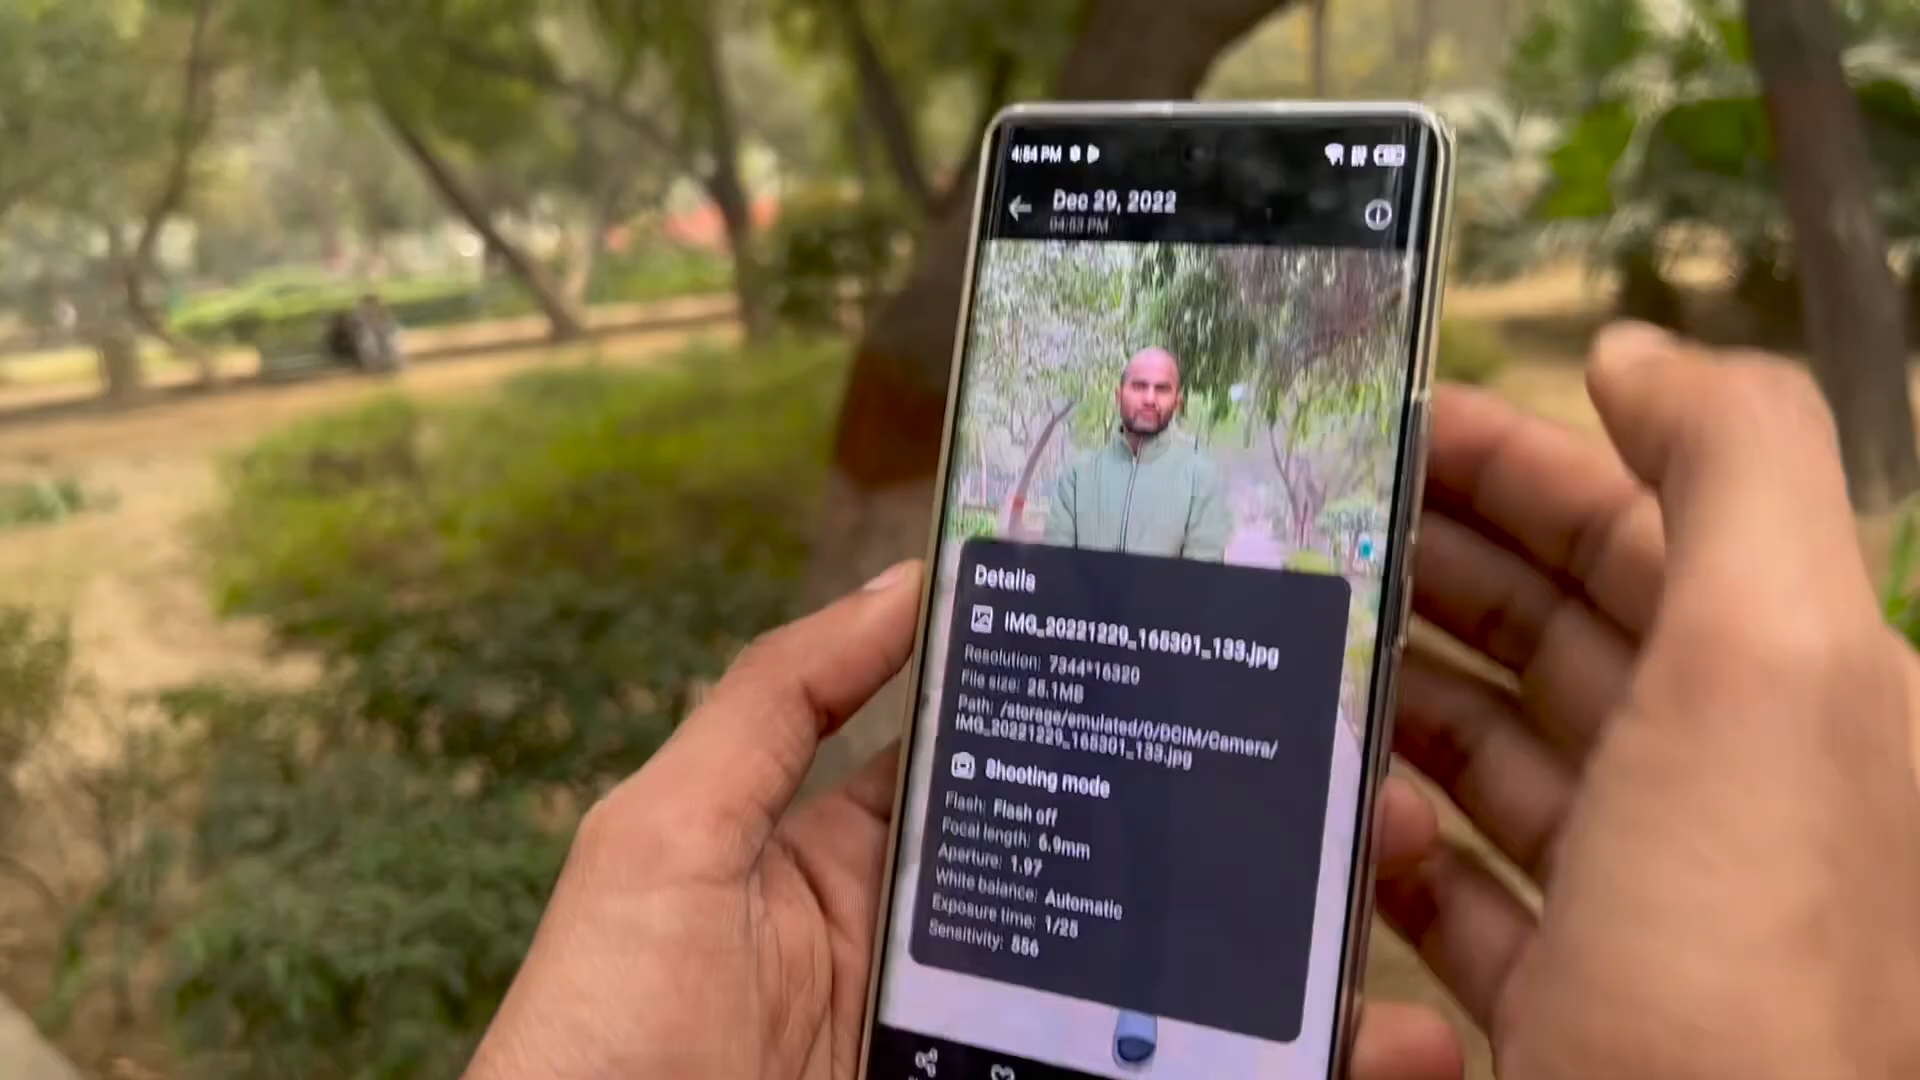 4:54 PM
Dec 29, 2022
04:53 PM
Details
IMG_20221229_165301_133.jpg
Resolution: 7344*16320
File size: 25.1MB
Path: /storage/emulated/0/DCIM/Camera/
IMG_20221229_165301_133.jpg
Shooting mode
Flash: Flash off
Focal length: 6.9mm
Aperture: 1.97
White balance: Automatic
Exposure time: 1/25
Sensitivity: 556